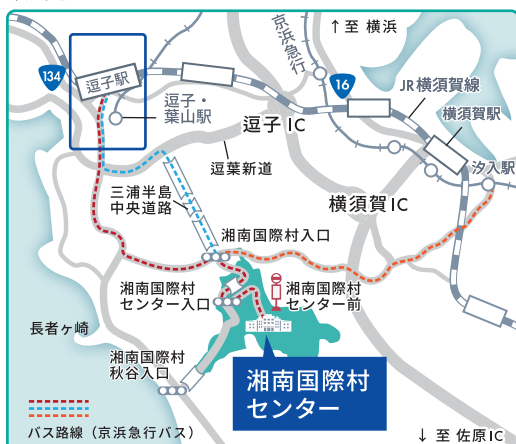 ↑至 横浜
京浜急行
134
逗子駅
16
JR横須賀線
逗子・
葉山駅
横須賀駅
逗子IC
汐入駅
逗葉新道
三浦半島
中央道路
横須賀IC
湘南国際村入口
湘南国際村
センター入口
湘南国際村
センター前
長者ヶ崎
湘南国際村
秋谷入口
湘南国際村
センター
バス路線（京浜急行バス）
↓ 至 佐原IC